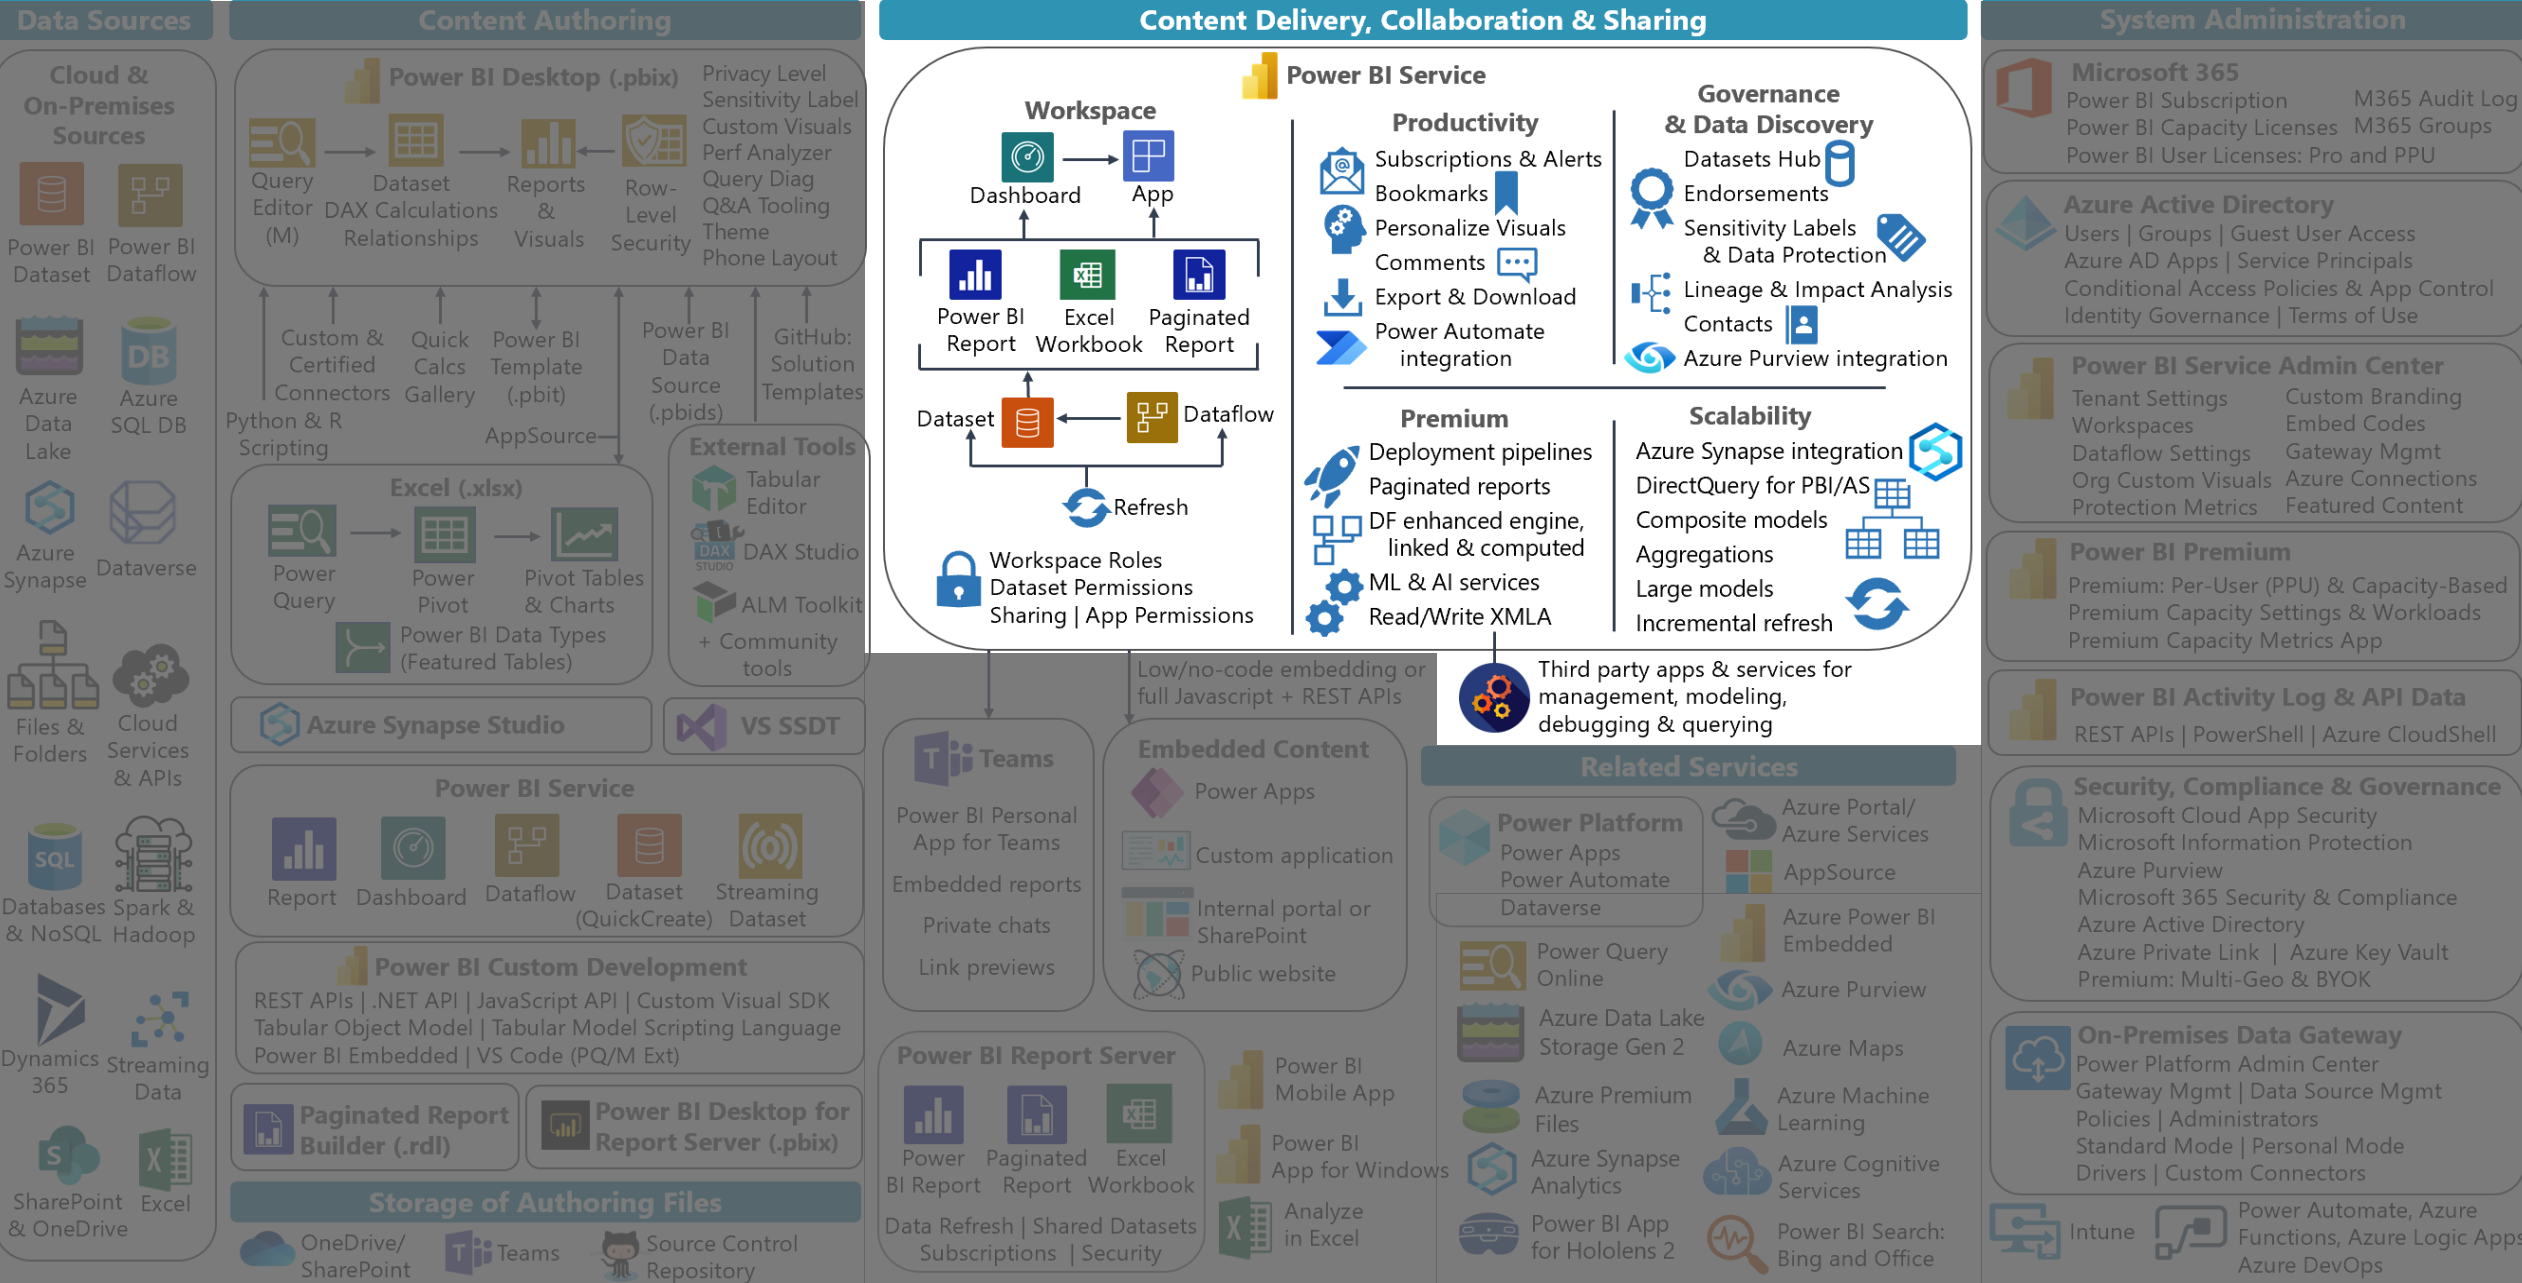 Data Sources
Cloud &
On-Premises
Sources
Power BI
Dataset
Power BI
Dataflow
Azure
Data
Lake
DB
Azure
SQL DB
Azure
Synapse
Dataverse
Files &
Folders
Cloud
Services
& APIs
SQL
Databases
& NoSQL
Spark &
Hadoop
Dynamics
365
Streaming
Data
S
SharePoint
& OneDrive
X
Excel
Content Authoring
Power BI Desktop (.pbix)
Query
Editor
(M)
Dataset
DAX Calculations
Relationships
Reports
&
Visuals
Row-
Level
Security
Privacy Level
Sensitivity Label
Custom Visuals
Perf Analyzer
Query Diag
Q&A Tooling
Theme
Phone Layout
Python & R
Scripting
Custom &
Certified
Connectors
Quick
Calcs
Gallery
Power BI
Template
(.pbit)
AppSource
Power BI
Data
Source
(.pbids)
GitHub:
Solution
Templates
Excel (.xlsx)
Power
Query
Power
Pivot
Pivot Tables
& Charts
Power BI Data Types
(Featured Tables)
External Tools
Tabular
Editor
DAX
STUDIO
DAX Studio
ALM Toolkit
+ Community
tools
Azure Synapse Studio
VS SSDT
Power BI Service
Report
Dashboard
Dataflow
Dataset
(QuickCreate)
Streaming
Dataset
Power BI Custom Development
REST APIs | .NET API | JavaScript API | Custom Visual SDK
Tabular Object Model | Tabular Model Scripting Language
Power BI Embedded | VS Code (PQ/M Ext)
Paginated Report
Builder (.rdl)
Power BI Desktop for
Report Server (.pbix)
Storage of Authoring Files
OneDrive/
SharePoint
T
Teams
Source Control
Repository
Content Delivery, Collaboration & Sharing
Power BI Service
Workspace
Dashboard
App
Power BI
Report
X
Excel
Workbook
Paginated
Report
Dataset
Dataflow
Refresh
Workspace Roles
Dataset Permissions
Sharing | App Permissions
Productivity
@
Subscriptions & Alerts
Bookmarks
Personalize Visuals
Comments
Export & Download
Power Automate
integration
Governance
& Data Discovery
Datasets Hub
Endorsements
Sensitivity Labels
& Data Protection
Lineage & Impact Analysis
Contacts
Azure Purview integration
Premium
Deployment pipelines
Paginated reports
DF enhanced engine,
linked & computed
ML & AI services
Read/Write XMLA
Scalability
Azure Synapse integration
DirectQuery for PBI/AS
Composite models
Aggregations
Large models
Incremental refresh
Third party apps & services for
management, modeling,
debugging & querying
Low/no-code embedding or
full Javascript + REST APIs
T
Teams
Power BI Personal
App for Teams
Embedded reports
Private chats
Link previews
Embedded Content
Power Apps
Custom application
Internal portal or
SharePoint
Public website
Power BI Report Server
Power
BI Report
Paginated
Report
X
Excel
Workbook
Data Refresh | Shared Datasets
Subscriptions | Security
Power BI
Mobile App
Power BI
App for Windows
X
Analyze
in Excel
Related Services
Power Platform
Power Apps
Power Automate
Dataverse
Azure Portal/
Azure Services
AppSource
Power Query
Online
Azure Power BI
Embedded
Azure Data Lake
Storage Gen 2
Azure Purview
Azure Maps
Azure Premium
Files
Azure Machine
Learning
Azure Synapse
Analytics
Azure Cognitive
Services
Power BI App
for Hololens 2
Power BI Search:
Bing and Office
System Administration
Microsoft 365
Power BI Subscription
Power BI Capacity Licenses
Power BI User Licenses: Pro and PPU
M365 Audit Log
M365 Groups
Azure Active Directory
Users | Groups | Guest User Access
Azure AD Apps | Service Principals
Conditional Access Policies & App Control
Identity Governance | Terms of Use
Power BI Service Admin Center
Tenant Settings
Workspaces
Dataflow Settings
Org Custom Visuals
Protection Metrics
Custom Branding
Embed Codes
Gateway Mgmt
Azure Connections
Featured Content
Power BI Premium
Premium: Per-User (PPU) & Capacity-Based
Premium Capacity Settings & Workloads
Premium Capacity Metrics App
Power BI Activity Log & API Data
REST APIs | PowerShell | Azure CloudShell
Security, Compliance & Governance
Microsoft Cloud App Security
Microsoft Information Protection
Azure Purview
Microsoft 365 Security & Compliance
Azure Active Directory
Azure Private Link | Azure Key Vault
Premium: Multi-Geo & BYOK
On-Premises Data Gateway
Power Platform Admin Center
Gateway Mgmt | Data Source Mgmt
Policies | Administrators
Standard Mode | Personal Mode
Drivers | Custom Connectors
Intune
Power Automate, Azure
Functions, Azure Logic Apps
Azure DevOps